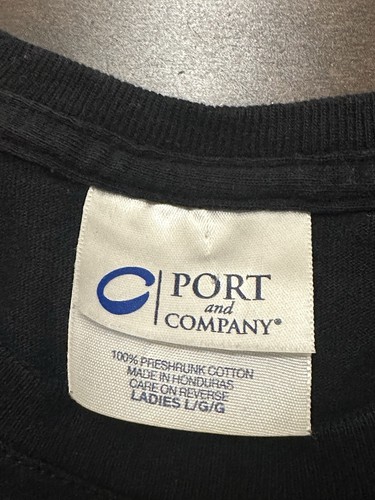 PORT
and
COMPANY®
100% PRESHRUNK COTTON
MADE IN HONDURAS
CARE ON REVERSE
LADIES L/G/G